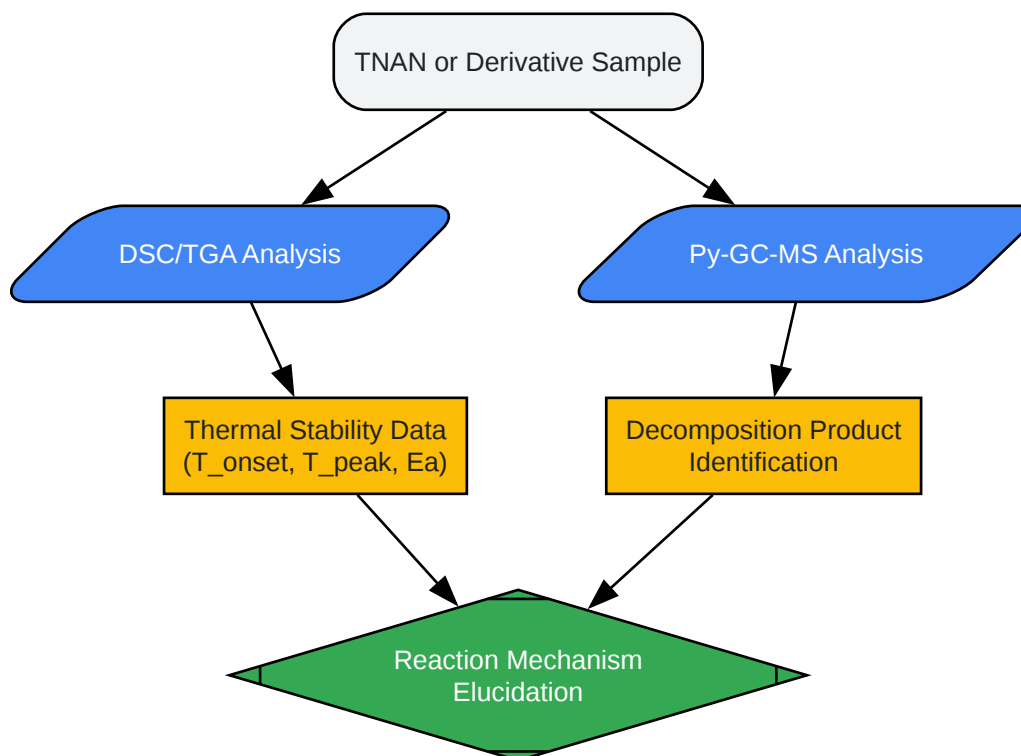 TNAN or Derivative Sample
DSC/TGA Analysis
Py-GC-MS Analysis
Thermal Stability Data
(T_onset, T_peak, Ea)
Decomposition Product
Identification
Reaction Mechanism
Elucidation